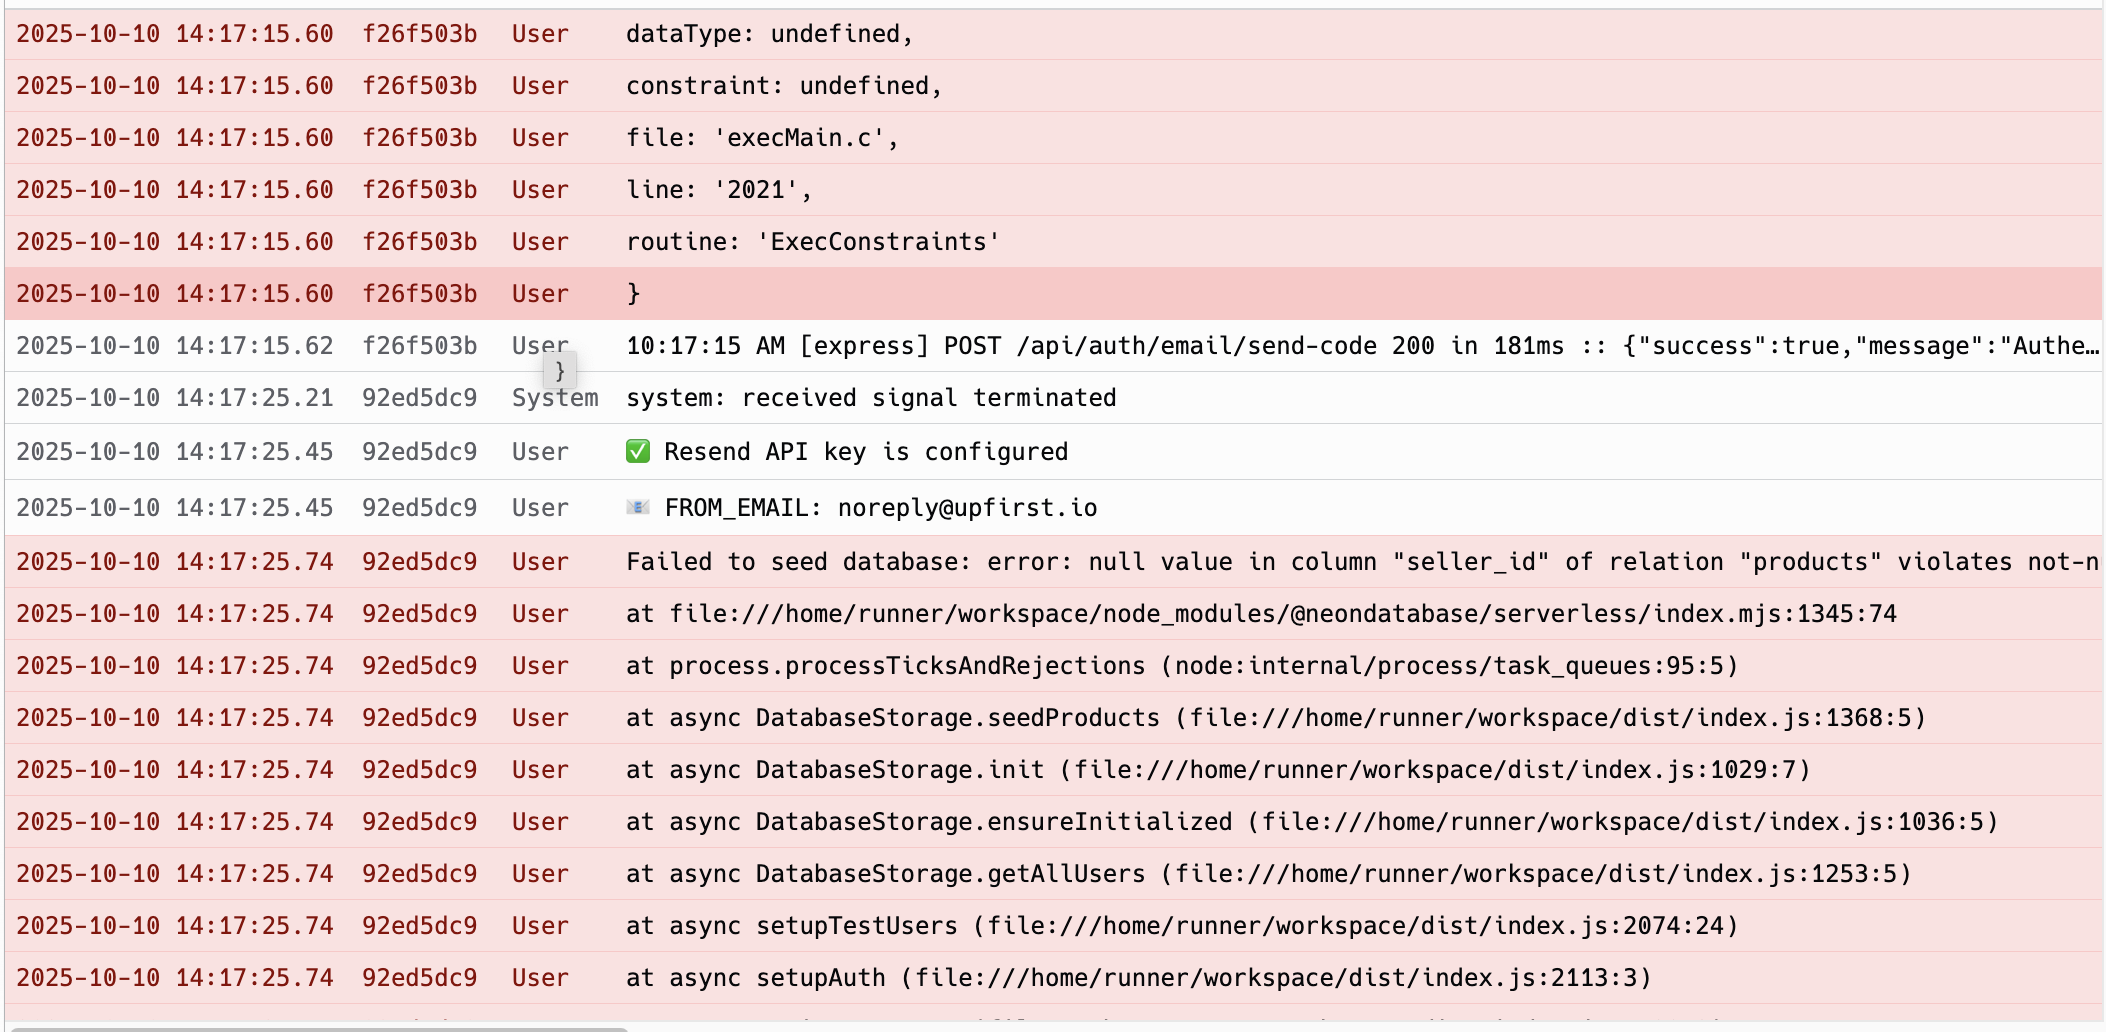 2025-10-10 14:17:15.60 f26f503b User dataType: undefined,
2025-10-10 14:17:15.60 f26f503b User constraint: undefined,
2025-10-10 14:17:15.60 f26f503b User file: 'execMain.c',
2025-10-10 14:17:15.60 f26f503b User line: '2021',
2025-10-10 14:17:15.60 f26f503b User routine: 'ExecConstraints'
2025-10-10 14:17:15.60 f26f503b User }
2025-10-10 14:17:15.62 f26f503b User 10:17:15 AM [express] POST /api/auth/email/send-code 200 in 181ms :: {"success":true,"message":"Authe…
}
2025-10-10 14:17:25.21 92ed5dc9 System system: received signal terminated
2025-10-10 14:17:25.45 92ed5dc9 User ✅ Resend API key is configured
2025-10-10 14:17:25.45 92ed5dc9 User 📧 FROM_EMAIL: noreply@upfirst.io
2025-10-10 14:17:25.74 92ed5dc9 User Failed to seed database: error: null value in column "seller_id" of relation "products" violates not-n
2025-10-10 14:17:25.74 92ed5dc9 User at file:///home/runner/workspace/node_modules/@neondatabase/serverless/index.mjs:1345:74
2025-10-10 14:17:25.74 92ed5dc9 User at process.processTicksAndRejections (node:internal/process/task_queues:95:5)
2025-10-10 14:17:25.74 92ed5dc9 User at async DatabaseStorage.seedProducts (file:///home/runner/workspace/dist/index.js:1368:5)
2025-10-10 14:17:25.74 92ed5dc9 User at async DatabaseStorage.init (file:///home/runner/workspace/dist/index.js:1029:7)
2025-10-10 14:17:25.74 92ed5dc9 User at async DatabaseStorage.ensureInitialized (file:///home/runner/workspace/dist/index.js:1036:5)
2025-10-10 14:17:25.74 92ed5dc9 User at async DatabaseStorage.getAllUsers (file:///home/runner/workspace/dist/index.js:1253:5)
2025-10-10 14:17:25.74 92ed5dc9 User at async setupTestUsers (file:///home/runner/workspace/dist/index.js:2074:24)
2025-10-10 14:17:25.74 92ed5dc9 User at async setupAuth (file:///home/runner/workspace/dist/index.js:2113:3)